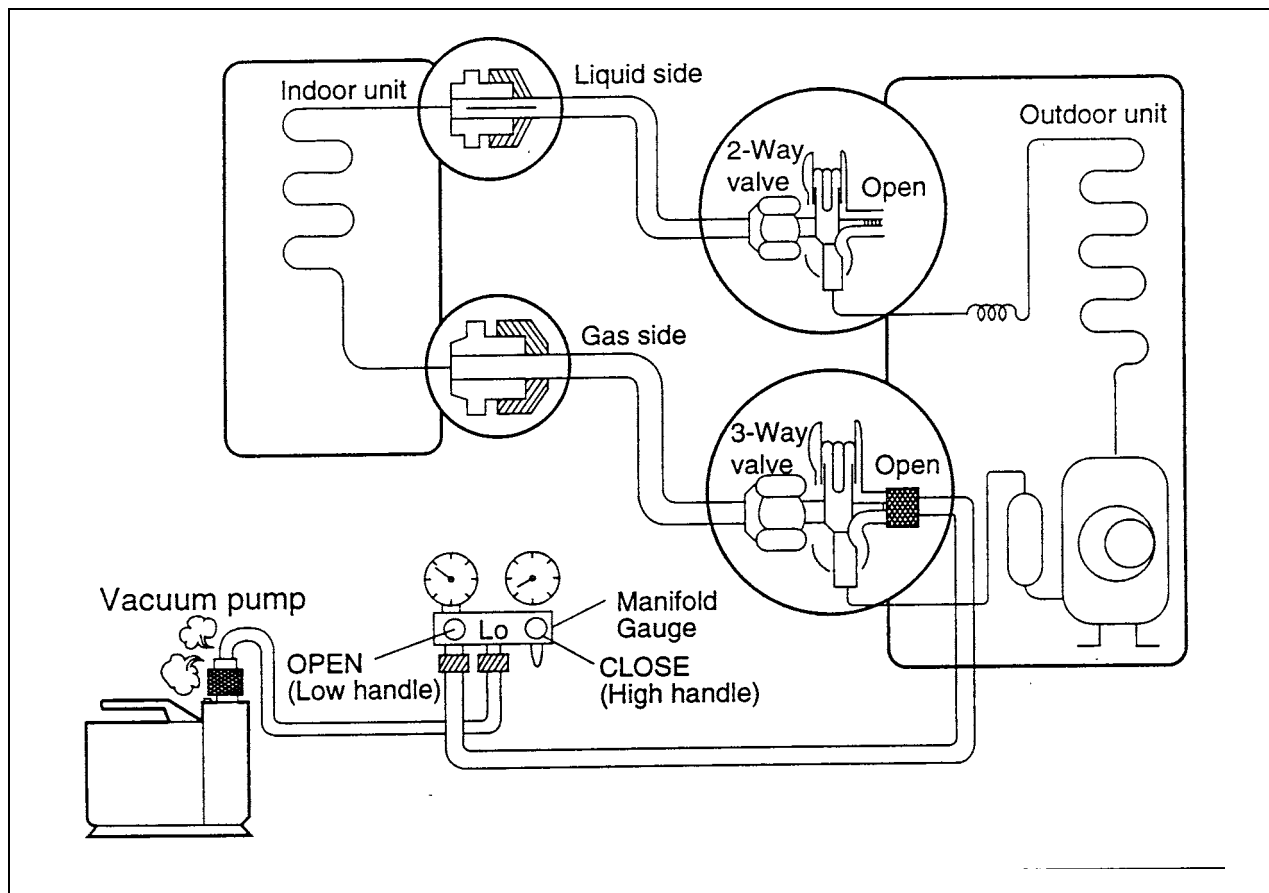 Indoor unit
Liquid side
Outdoor unit
2-Way
valve
Open
Gas side
3-Way
valve
Open
Vacuum pump
Lo
Manifold
Gauge
OPEN
(Low handle)
CLOSE
(High handle)